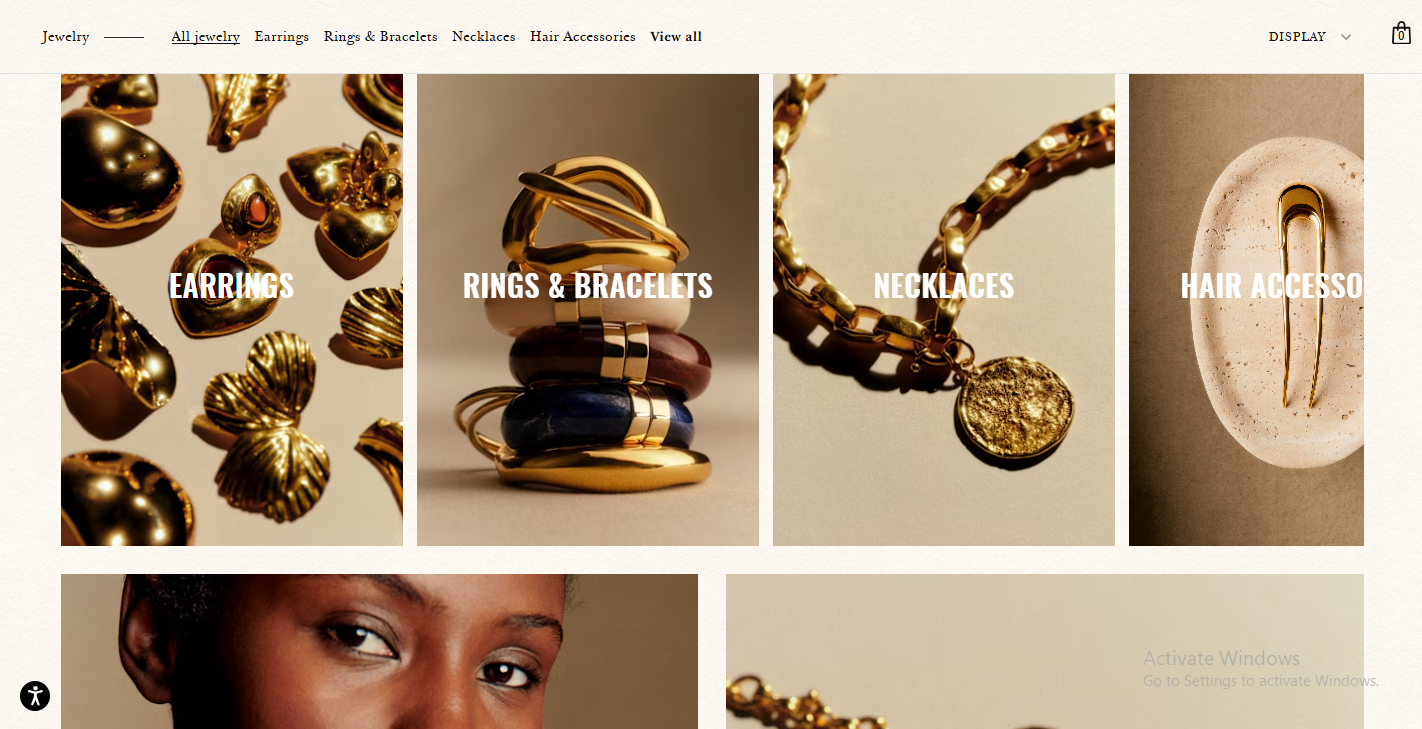 Jewelry All jewelry Earrings Rings & Bracelets Necklaces Hair Accessories View all DISPLAY 0
EARRINGS
RINGS & BRACELETS
NECKLACES
HAIR ACCESSO
Activate Windows
Go to Settings to activate Windows.